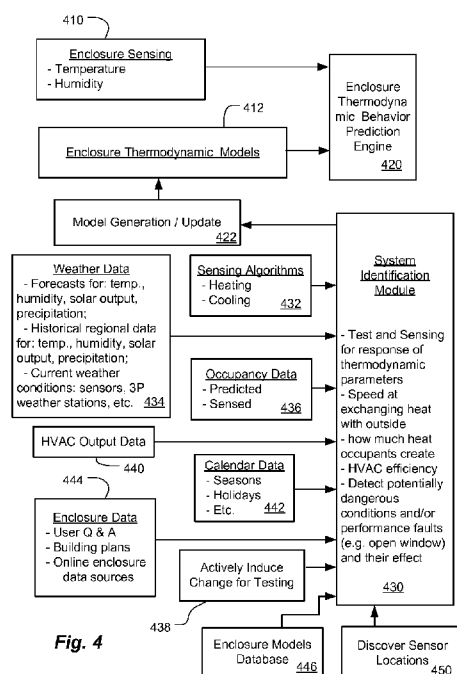 410
Enclosure Sensing
- Temperature
- Humidity
412
Enclosure
Thermodyna
mic Behavior
Prediction
Engine
420
Enclosure Thermodynamic Models
Model Generation / Update
422
Weather Data
- Forecasts for: temp.,
humidity, solar output,
precipitation;
- Historical regional data
for: temp., humidity, solar
output, precipitation;
- Current weather
conditions: sensors, 3P
weather stations, etc. 434
Sensing Algorithms
- Heating
- Cooling
432
System
Identification
Module
- Test and Sensing
for response of
thermodynamic
parameters
- Speed at
exchanging heat with
outside
- how much heat
occupants create
- HVAC efficiency
- Detect potentially
dangerous
conditions and/or
performance faults
(e.g. open window)
and their effect
430
Occupancy Data
- Predicted
- Sensed
436
HVAC Output Data
440
444
Calendar Data
- Seasons
- Holidays
- Etc.
442
Enclosure Data
- User Q & A
- Building plans
- Online enclosure
data sources
Actively Induce
Change for Testing
438
Fig. 4
Enclosure Models
Database
446
Discover Sensor
Locations
450